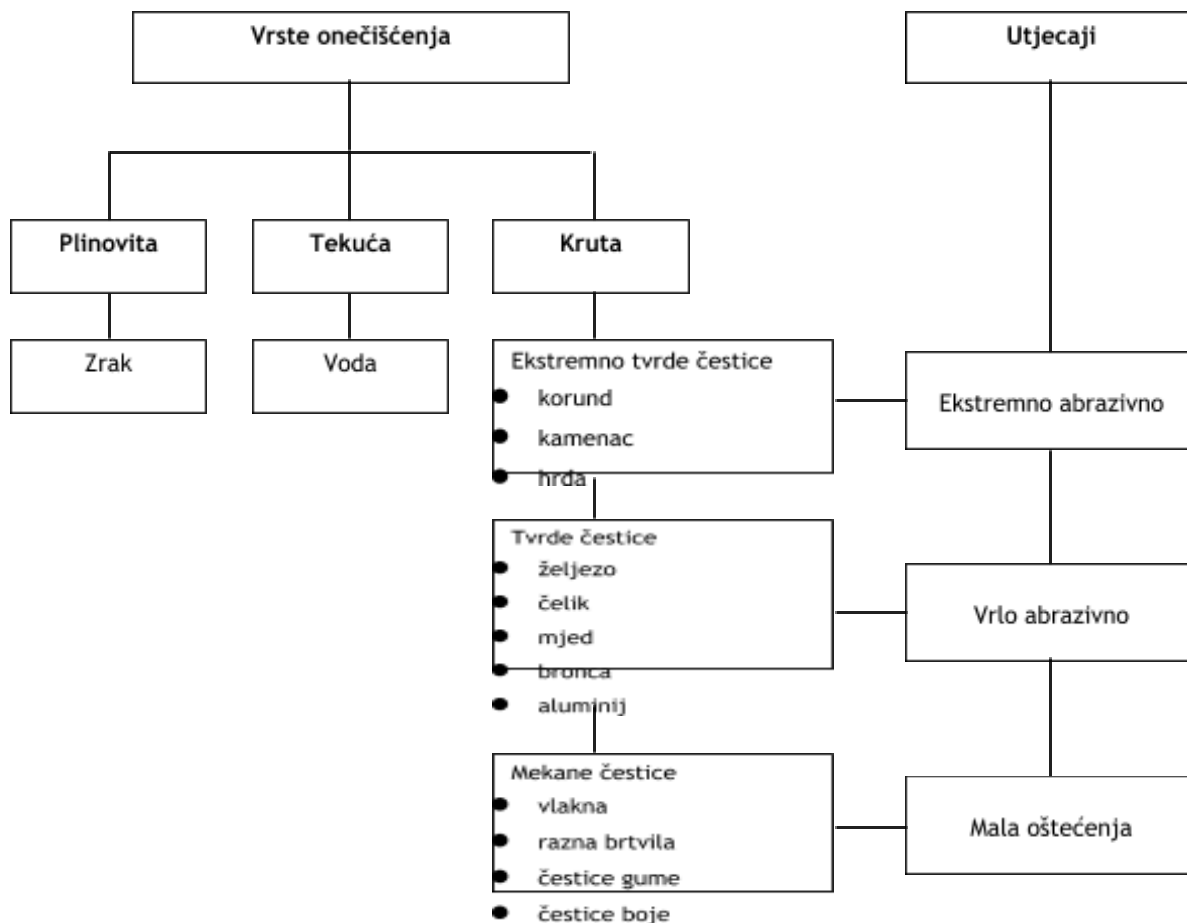 Vrste onečišćenja
Utjecaji
Plinovita
Tekuća
Kruta
Zrak
Voda
Ekstremno tvrde čestice
korund
kamenac
hrđa
Ekstremno abrazivno
Tvrde čestice
željezo
čelik
mjed
bronca
aluminij
Vrlo abrazivno
Mekane čestice
vlakna
razna brtvila
čestice gume
čestice boje
Mala oštećenja